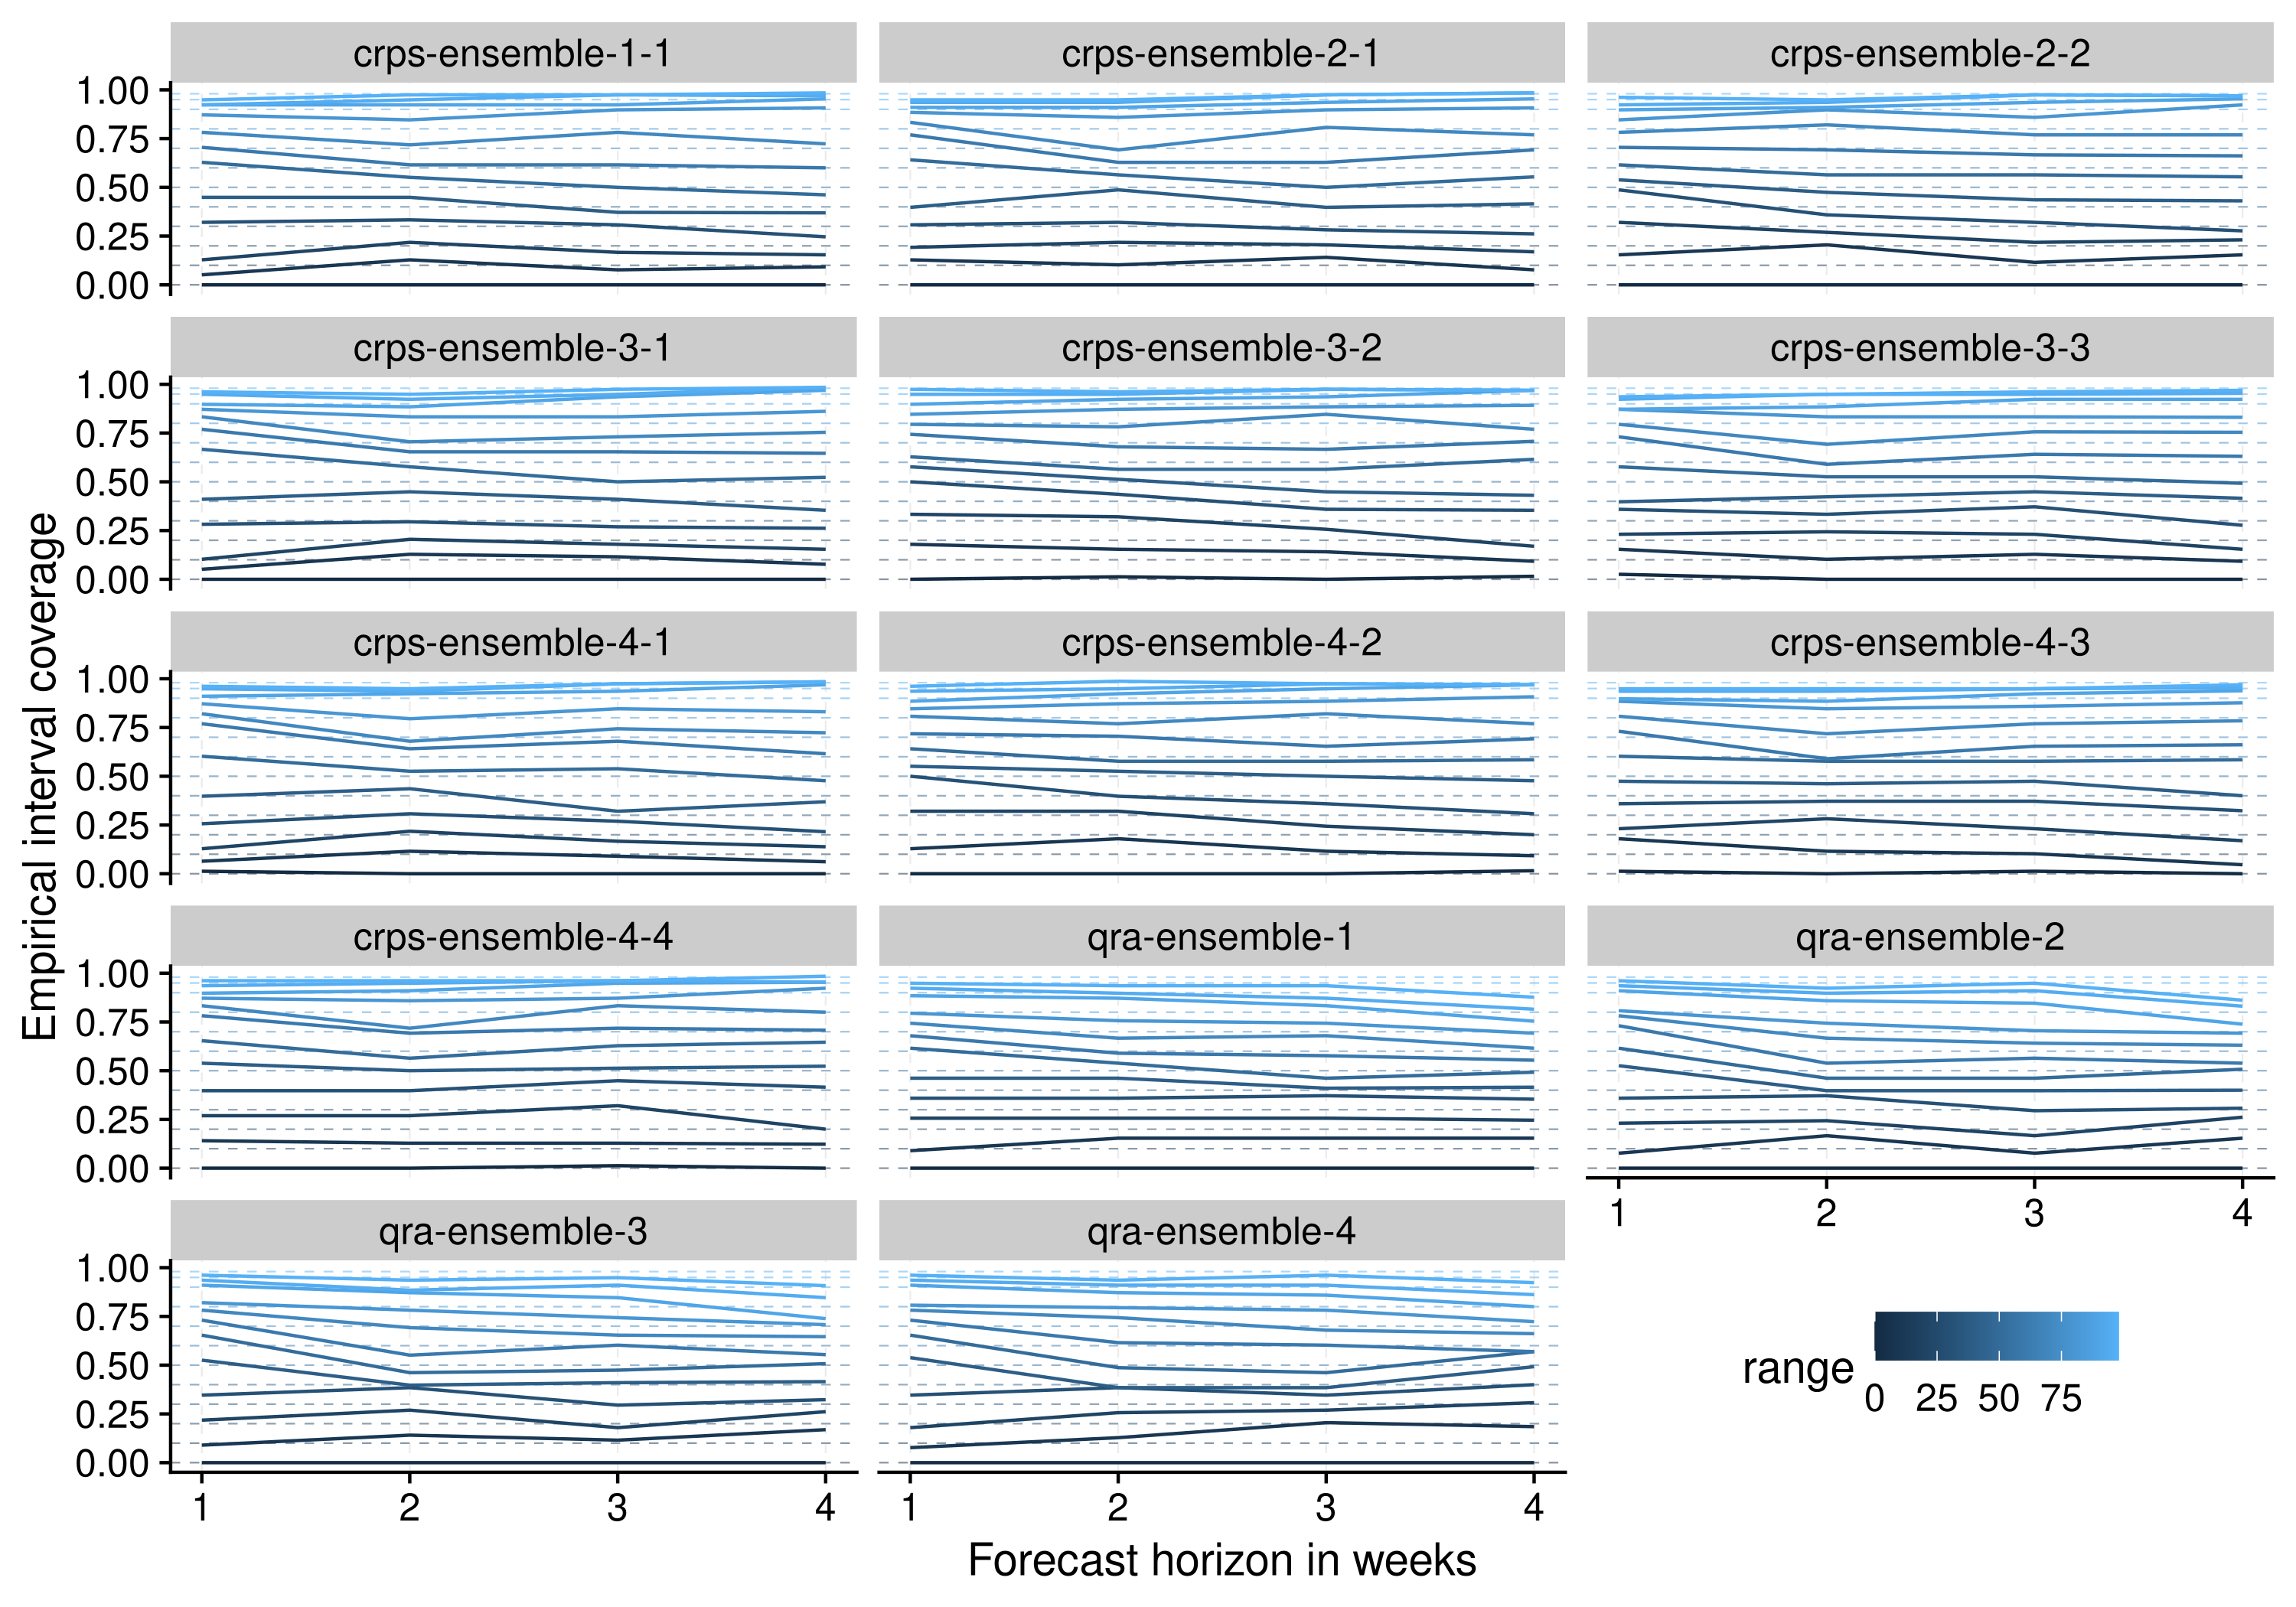 crps-ensemble-1-1
crps-ensemble-2-1
crps-ensemble-2-2
1.00
0.75
0.50
0.25
0.00
crps-ensemble-3-1
crps-ensemble-3-2
crps-ensemble-3-3
1.00
0.75
0.50
0.25
0.00
crps-ensemble-4-1
crps-ensemble-4-2
crps-ensemble-4-3
1.00
0.75
0.50
0.25
0.00
crps-ensemble-4-4
qra-ensemble-1
qra-ensemble-2
1.00
0.75
0.50
0.25
0.00
1 2 3 4
qra-ensemble-3
qra-ensemble-4
1.00
0.75
0.50
0.25
0.00
1 2 3 4
1 2 3 4
Empirical interval coverage
Forecast horizon in weeks
range
0 25 50 75